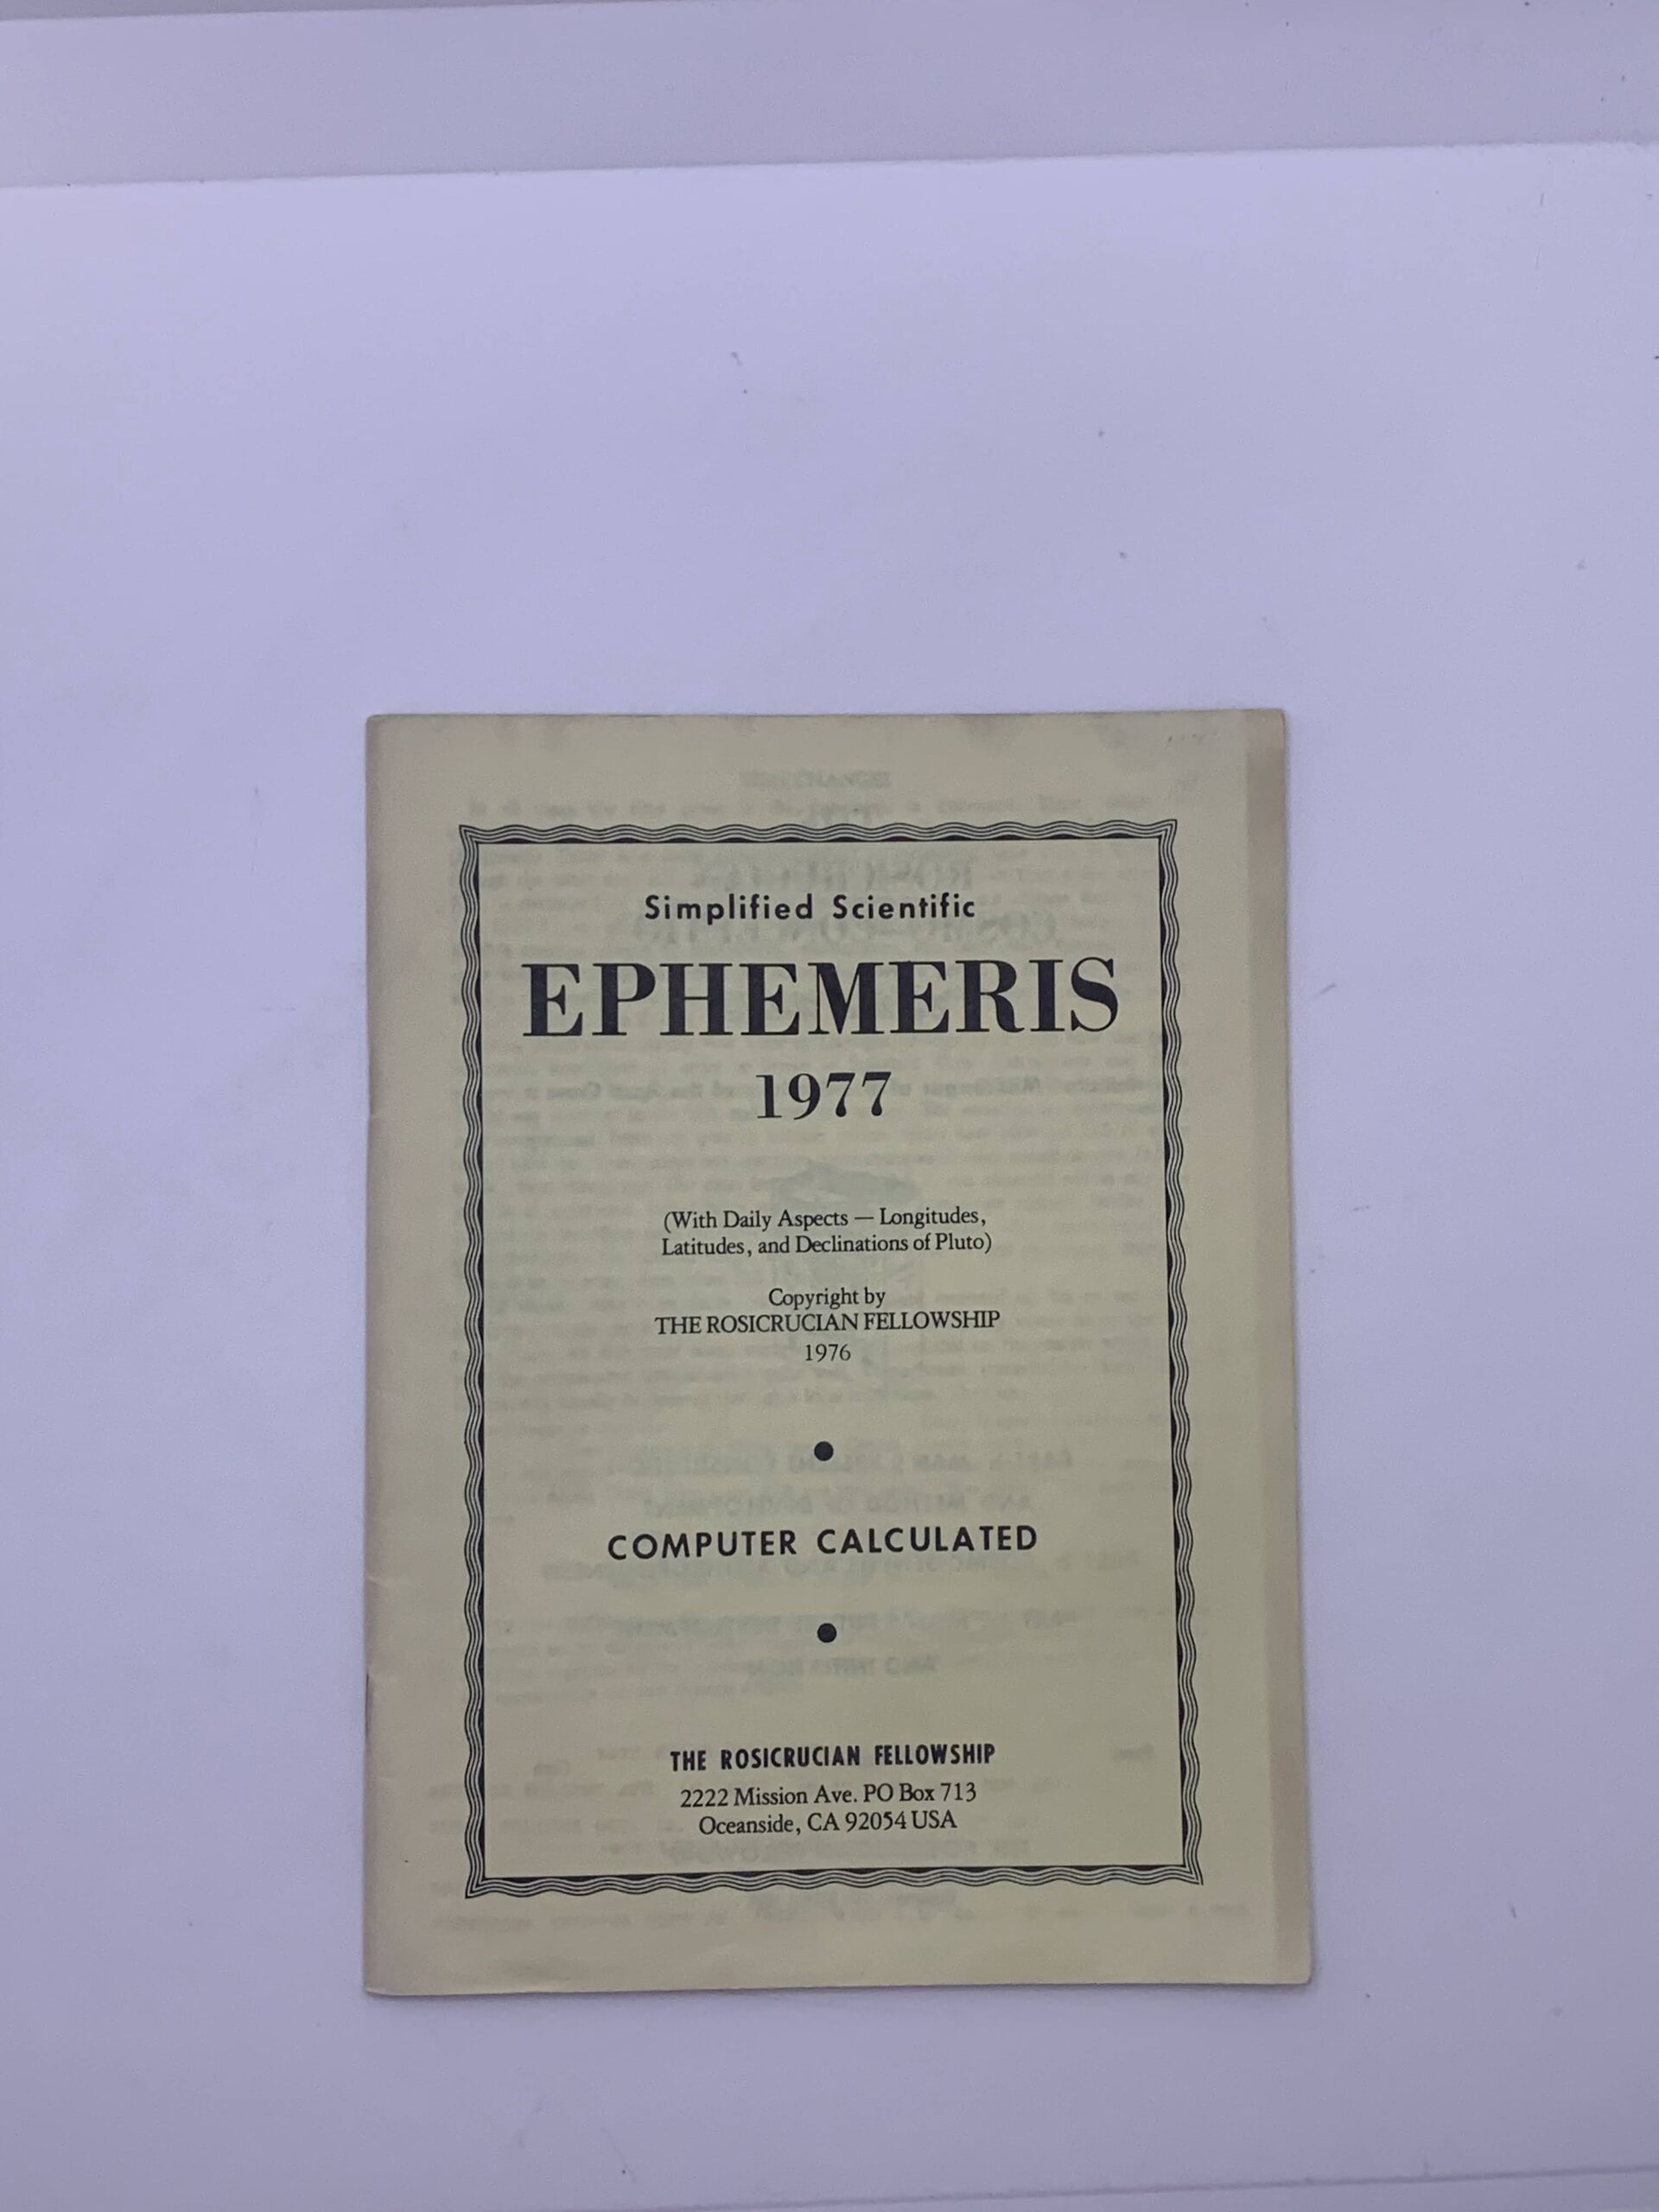 Simplified Scientific
EPHEMERIS
1977
(With Daily Aspects — Longitudes,
Latitudes, and Declinations of Pluto)
Copyright by
THE ROSICRUCIAN FELLOWSHIP
1976
COMPUTER CALCULATED
THE ROSICRUCIAN FELLOWSHIP
2222 Mission Ave. PO Box 713
Oceanside, CA 92054 USA